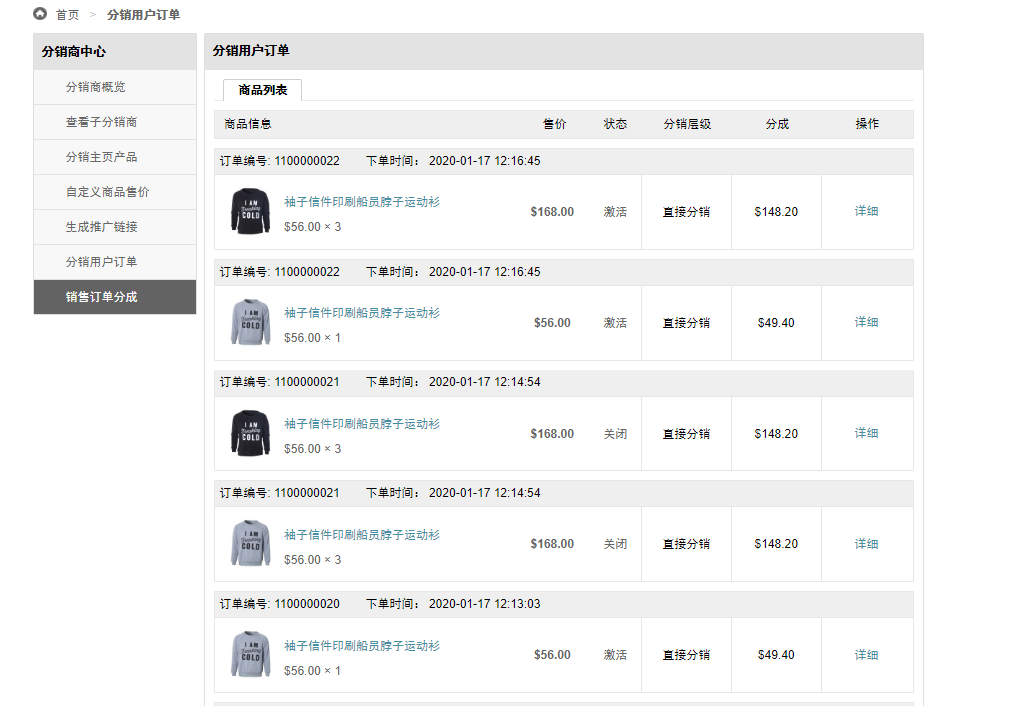 首页 > 分销用户订单
分销商中心
分销商概览
查看子分销商
分销主页产品
自定义商品售价
生成推广链接
分销用户订单
销售订单分成
分销用户订单
商品列表
商品信息 售价 状态 分销层级 分成 操作
订单编号: 1100000022 下单时间： 2020-01-17 12:16:45
I AM
Freaking
COLD
袖子信件印刷船员脖子运动衫
$56.00 × 3
$168.00 激活 直接分销 $148.20 详细
订单编号: 1100000022 下单时间： 2020-01-17 12:16:45
I AM
Freaking
COLD
袖子信件印刷船员脖子运动衫
$56.00 × 1
$56.00 激活 直接分销 $49.40 详细
订单编号: 1100000021 下单时间： 2020-01-17 12:14:54
I AM
Freaking
COLD
袖子信件印刷船员脖子运动衫
$56.00 × 3
$168.00 关闭 直接分销 $148.20 详细
订单编号: 1100000021 下单时间： 2020-01-17 12:14:54
I AM
Freaking
COLD
袖子信件印刷船员脖子运动衫
$56.00 × 3
$168.00 关闭 直接分销 $148.20 详细
订单编号: 1100000020 下单时间： 2020-01-17 12:13:03
I AM
Freaking
COLD
袖子信件印刷船员脖子运动衫
$56.00 × 1
$56.00 激活 直接分销 $49.40 详细